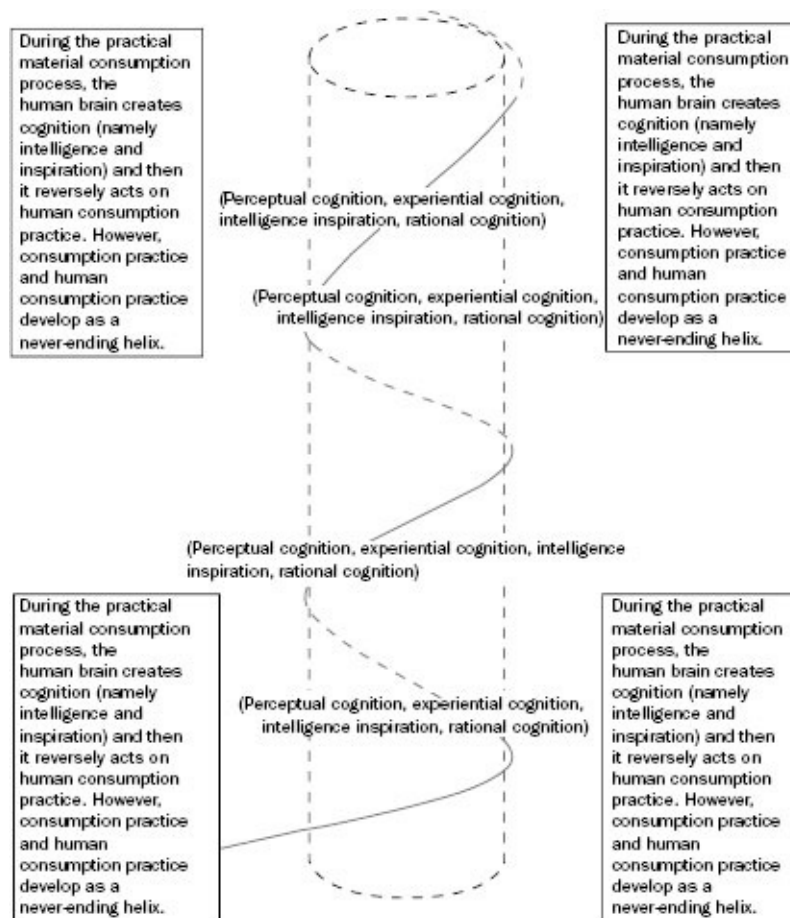 During the practical
material consumption
process, the
human brain creates
cognition (namely
intelligence and
inspiration) and then
it reversely acts on
human consumption
practice. However,
consumption practice
and human
consumption practice
develop as a
never-ending helix.
During the practical
material consumption
process, the
human brain creates
cognition (namely
intelligence and
inspiration) and then
it reversely acts on
human consumption
practice. However,
consumption practice
and human
consumption practice
develop as a
never-ending helix.
(Perceptual cognition, experiential cognition,
intelligence inspiration, rational cognition)
(Perceptual cognition, experiential cognition,
intelligence inspiration, rational cognition)
(Perceptual cognition, experiential cognition, intelligence
inspiration, rational cognition)
During the practical
material consumption
process, the
human brain creates
cognition (namely
intelligence and
inspiration) and then
it reversely acts on
human consumption
practice. However,
consumption practice
and human
consumption practice
develop as a
never-ending helix.
(Perceptual cognition, experiential cognition,
intelligence inspiration, rational cognition)
During the practical
material consumption
process, the
human brain creates
cognition (namely
intelligence and
inspiration) and then
it reversely acts on
human consumption
practice. However,
consumption practice
and human
consumption practice
develop as a
never-ending helix.